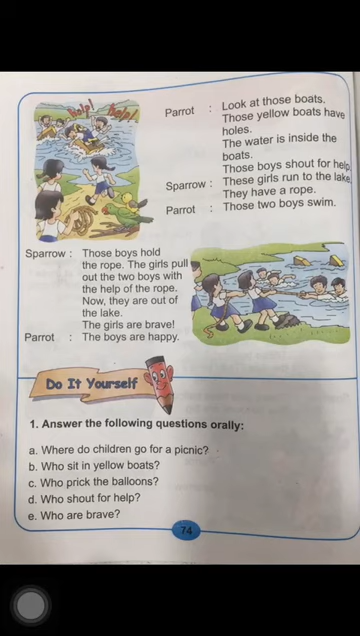 Help! Help!
Parrot : Look at those boats.
Those yellow boats have
holes.
The water is inside the
boats.
Those boys shout for help
Sparrow : These girls run to the lake
They have a rope.
Parrot : Those two boys swim.
Sparrow : Those boys hold
the rope. The girls pull
out the two boys with
the help of the rope.
Now, they are out of
the lake.
The girls are brave!
Parrot : The boys are happy.
Do It Yourself
1. Answer the following questions orally:
a. Where do children go for a picnic?
b. Who sit in yellow boats?
c. Who prick the balloons?
d. Who shout for help?
e. Who are brave?
74